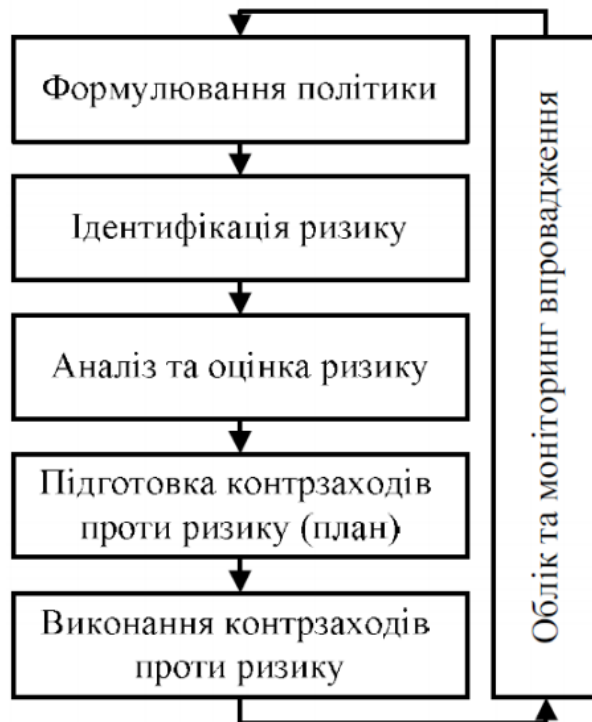 Формулювання політики
Ідентифікація ризику
Аналіз та оцінка ризику
Підготовка контрзаходів
проти ризику (план)
Виконання контрзаходів
проти ризику
Облік та моніторинг впровадження